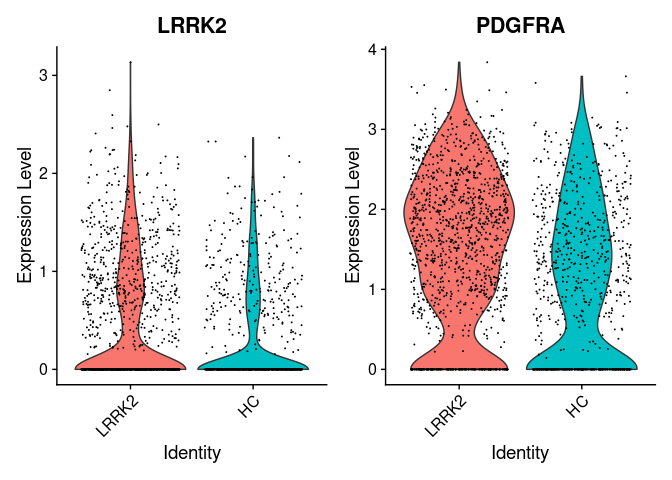 LRRK2
Expression Level
3
2
1
0
LRRK2
HC
Identity
PDGFRA
Expression Level
4
3
2
1
0
LRRK2
HC
Identity